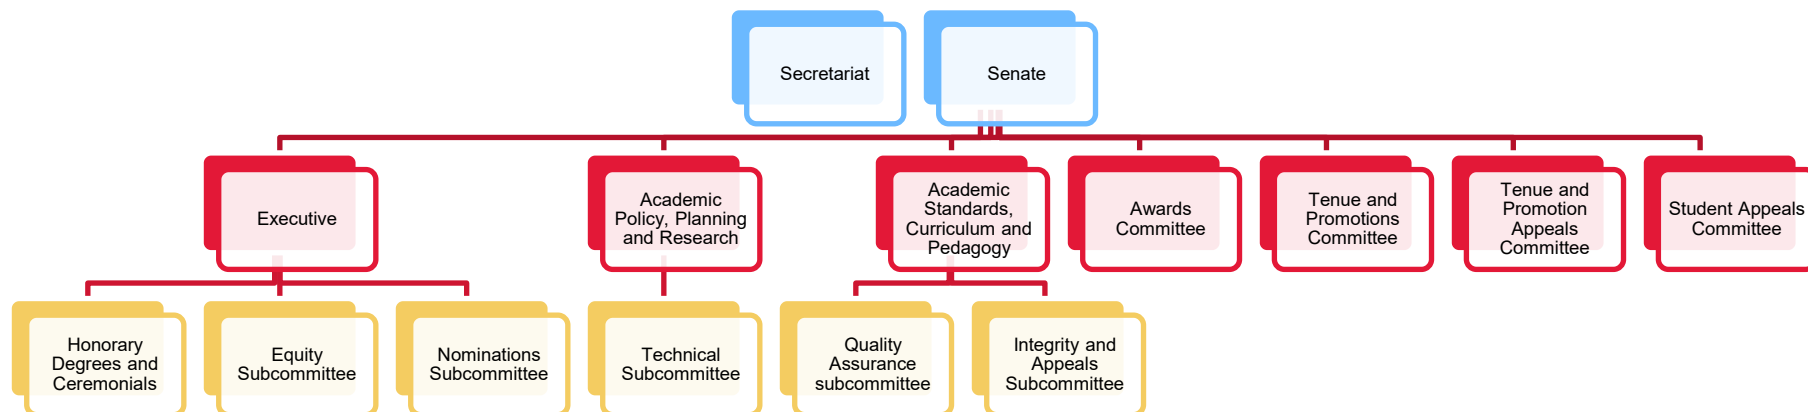 Secretariat
Senate
Executive
Academic
Policy, Planning
and Research
Academic
Standards,
Curriculum and
Pedagogy
Awards
Committee
Tenue and
Promotions
Committee
Tenue and
Promotion
Appeals
Committee
Student Appeals
Committee
Honorary
Degrees and
Ceremonials
Equity
Subcommittee
Nominations
Subcommittee
Technical
Subcommittee
Quality
Assurance
subcommittee
Integrity and
Appeals
Subcommittee